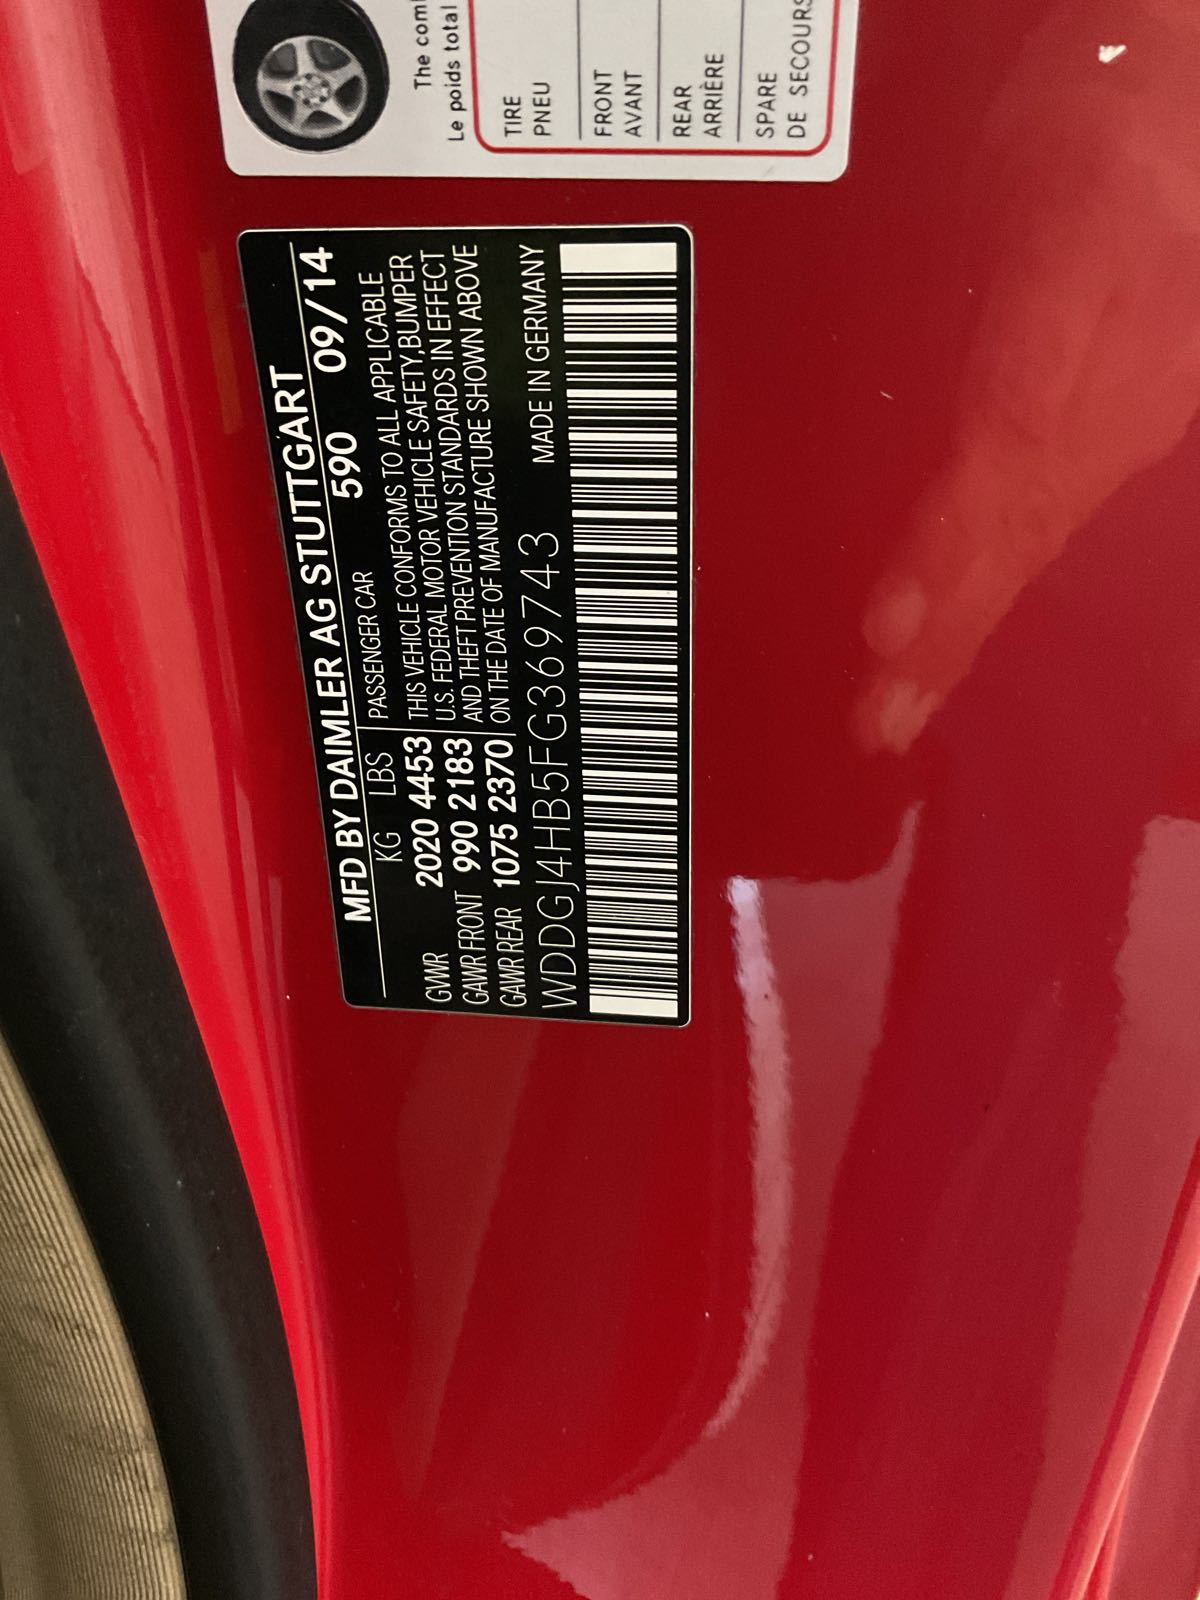 MFD BY DAIMLER AG STUTTGART
KG LBS PASSENGER CAR 590 09/14
GVWR 2020 4453 THIS VEHICLE CONFORMS TO ALL APPLICABLE
GAWR FRONT 990 2183 U.S. FEDERAL MOTOR VEHICLE SAFETY,BUMPER
GAWR REAR 1075 2370 AND THEFT PREVENTION STANDARDS IN EFFECT
ON THE DATE OF MANUFACTURE SHOWN ABOVE
WDDGJ4HB5FG369743 MADE IN GERMANY
The
Le poids total
TIRE
PNEU
FRONT
AVANT
REAR
ARRIÈRE
SPARE
DE SECOURS